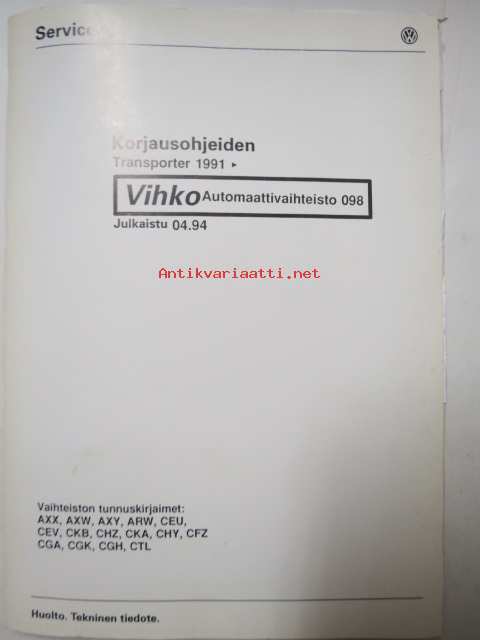 Service
Korjausohjeiden
Transporter 1991 ▸
Vihko Automaattivaihteisto 098
Julkaistu 04.94
Antikvariaatti.net
Vaihteiston tunnuskirjaimet:
AXX, AXW, AXY, ARW, CEU,
CEV, CKB, CHZ, CKA, CHY, CFZ
CGA, CGK, CGH, CTL
Huolto. Tekninen tiedote.